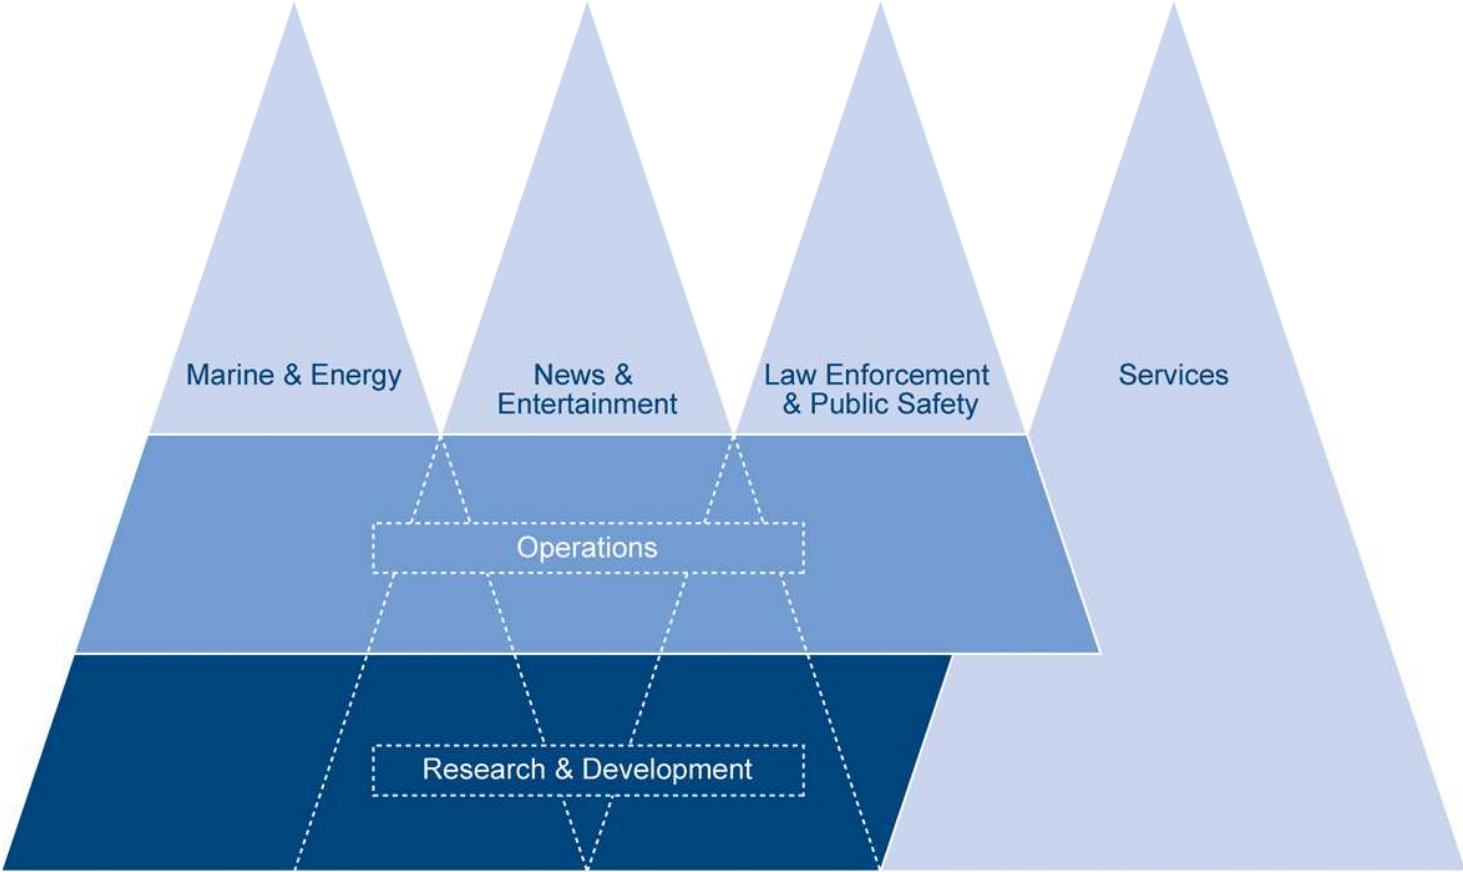 Marine & Energy
News &
Entertainment
Law Enforcement
& Public Safety
Services
Operations
Research & Development